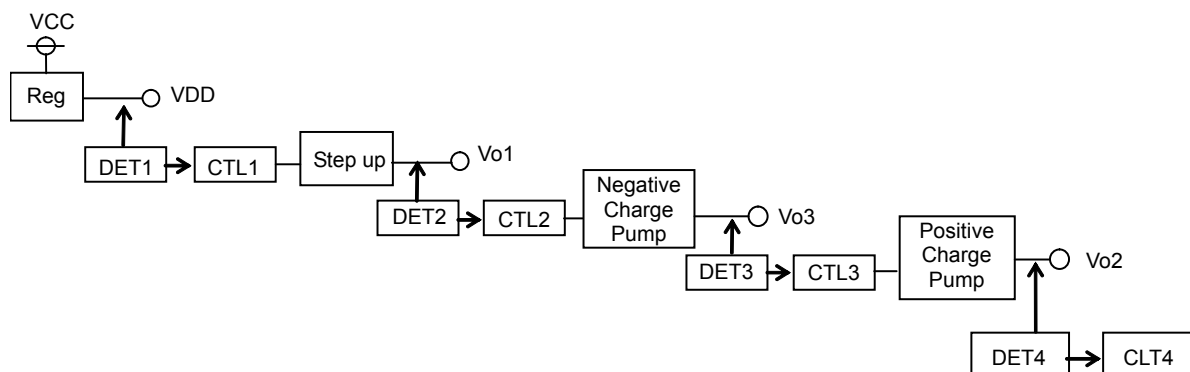 VCC
Reg
VDD
DET1
CTL1
Step up
Vo1
DET2
CTL2
Negative
Charge
Pump
Vo3
DET3
CTL3
Positive
Charge
Pump
Vo2
DET4
CLT4